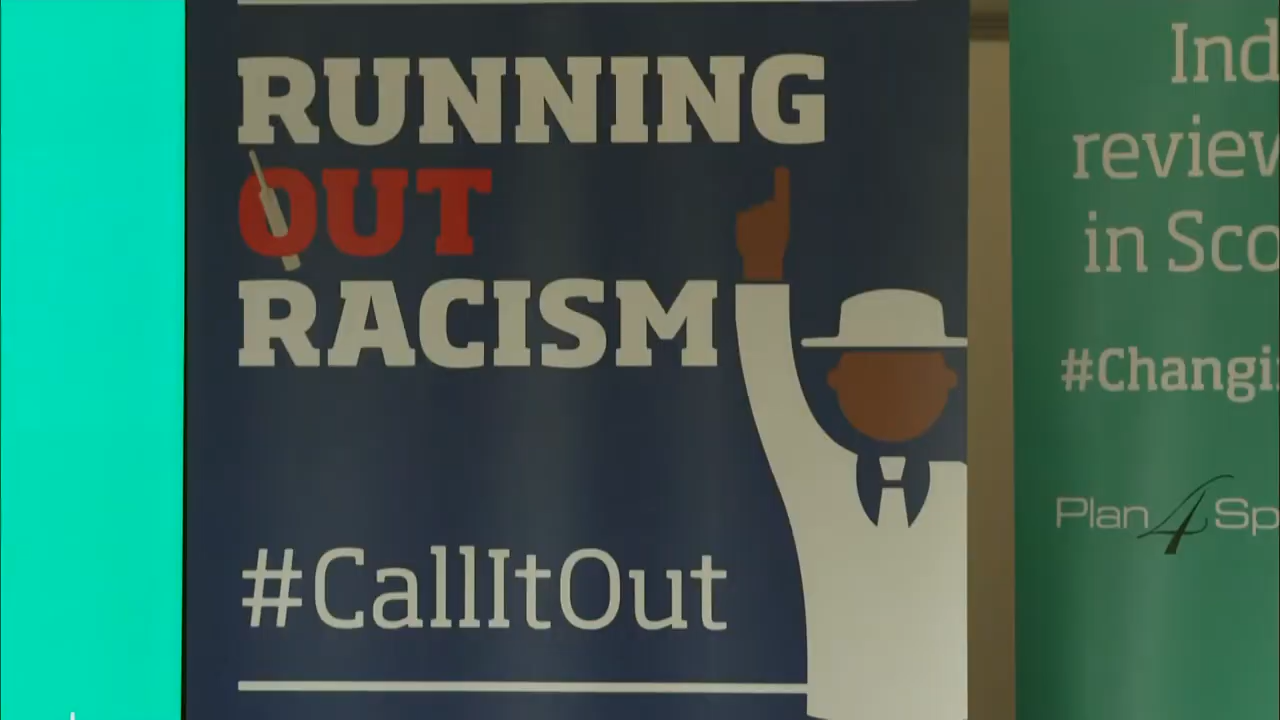 RUNNING
OUT
RACISM
#CallItOut
Ind
review
in Sco
#Changi
Plan4Sp